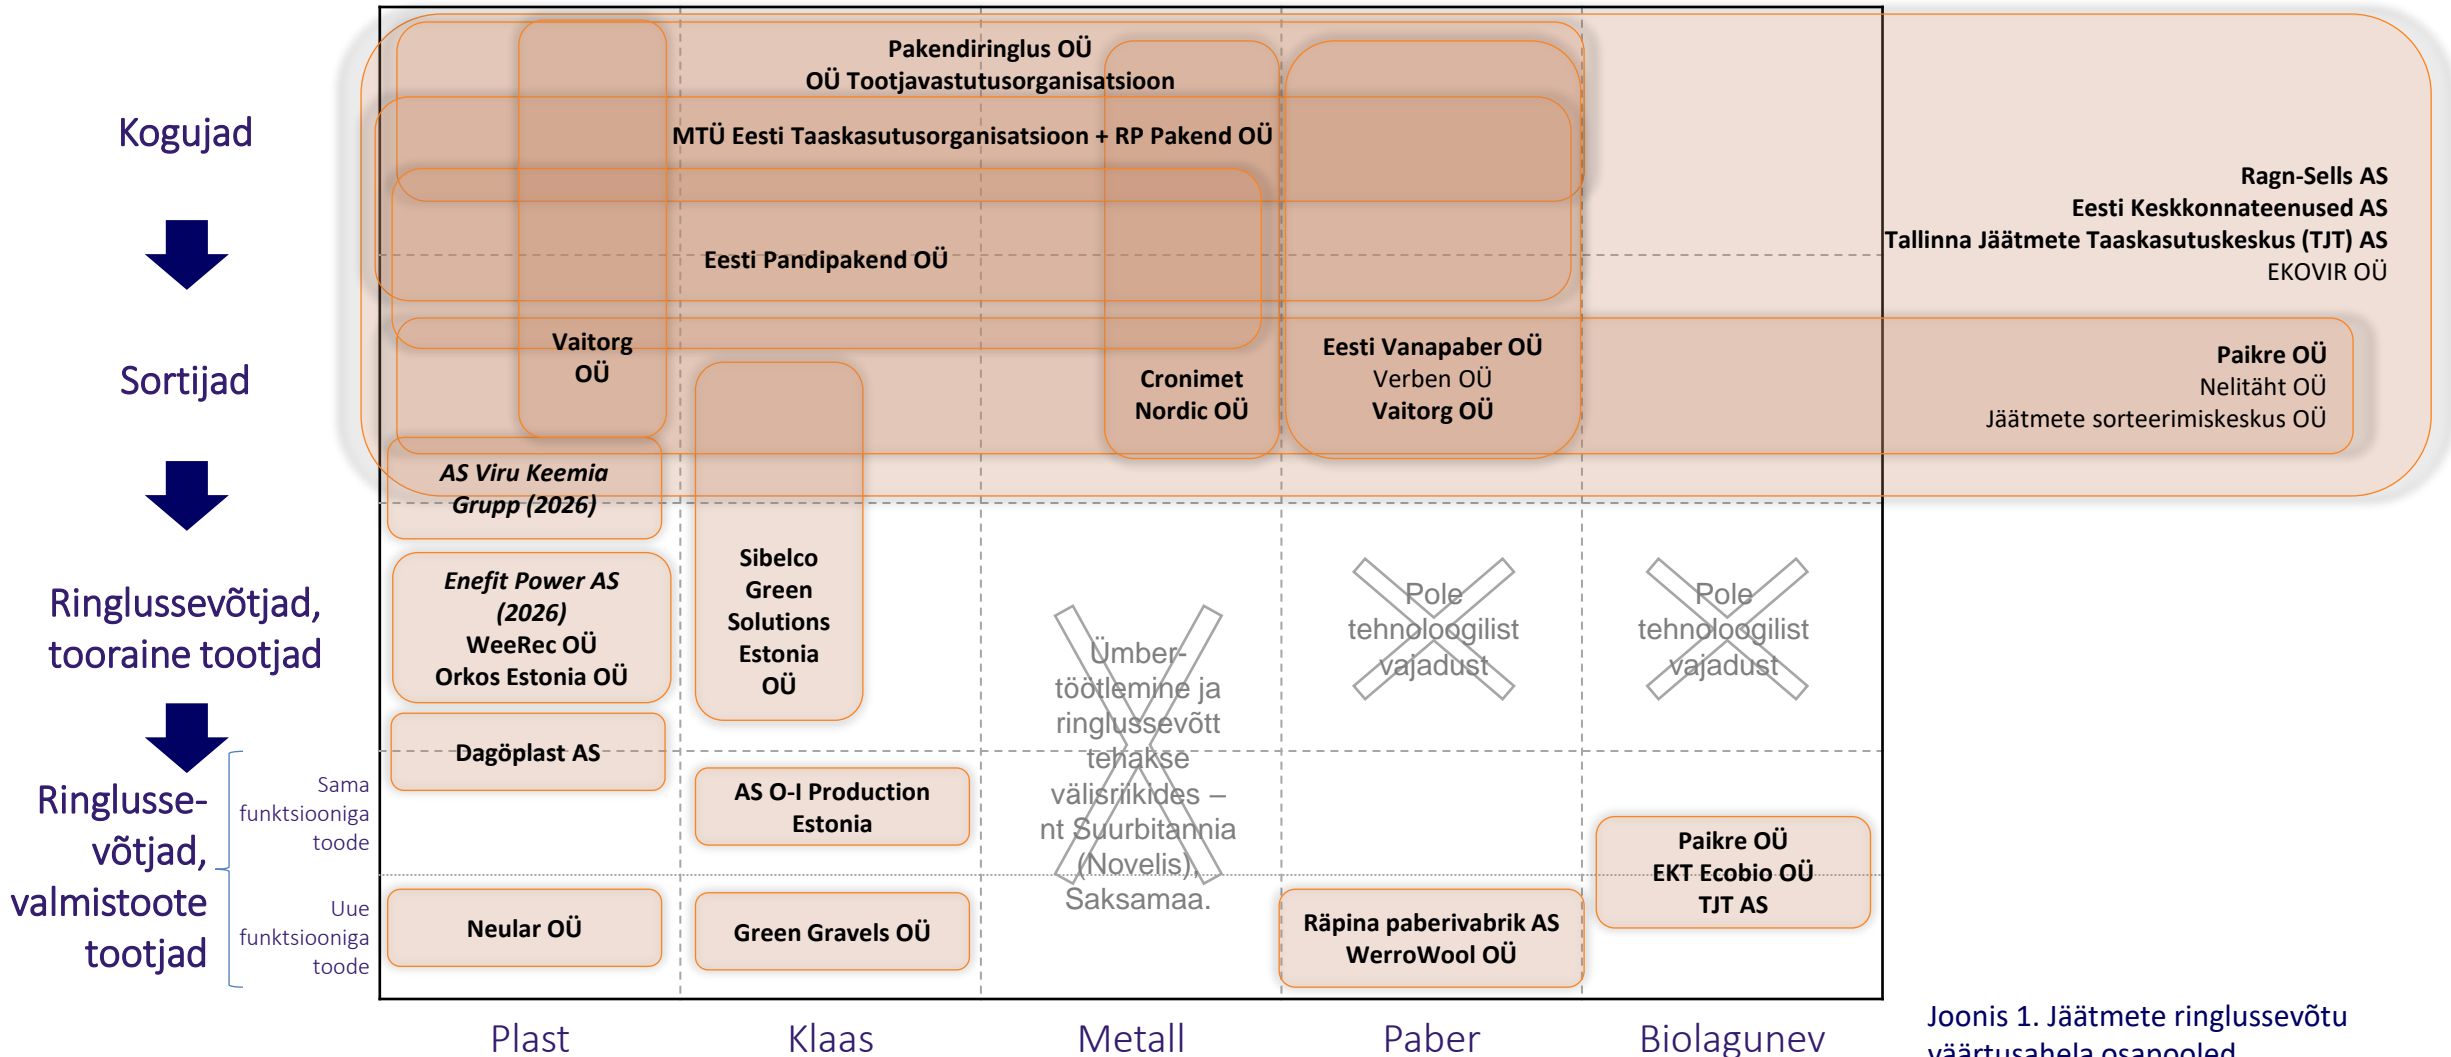 Pakendiringlus OÜ
OÜ Tootjavastutusorganisatsioon
Kogujad
MTÜ Eesti Taaskasutusorganisatsioon + RP Pakend OÜ
Ragn-Sells AS
Eesti Keskkonnateenused AS
Tallinna Jäätmete Taaskasutuskeskus (TJT) AS
EKOVIR OÜ
Eesti Pandipakend OÜ
Sortijad
Vaitorg
OÜ
Cronimet
Nordic OÜ
Eesti Vanapaber OÜ
Verben OÜ
Vaitorg OÜ
Paikre OÜ
Nelitäht OÜ
Jäätmete sorteerimiskeskus OÜ
AS Viru Keemia
Grupp (2026)
Ringlussevõtjad,
tooraine tootjad
Enefit Power AS
(2026)
WeeRec OÜ
Orkos Estonia OÜ
Sibelco
Green
Solutions
Estonia
OÜ
Ümber-
töötlemine ja
ringlussevõtt
tehakse
välisriikides –
nt Suurbitannia
(Novelis),
Saksamaa.
Pole
tehnoloogilist
vajadust
Pole
tehnoloogilist
vajadust
Dagöplast AS
Ringlusse-
võtjad,
valmistoote
tootjad
Sama
funktsiooniga
toode
AS O-I Production
Estonia
Paikre OÜ
EKT Ecobio OÜ
TJT AS
Uue
funktsiooniga
toode
Neular OÜ
Green Gravels OÜ
Räpina paberivabrik AS
WerroWool OÜ
Plast
Klaas
Metall
Paber
Biolagunev
Joonis 1. Jäätmete ringlussevõtu
väärtusahela osapooled